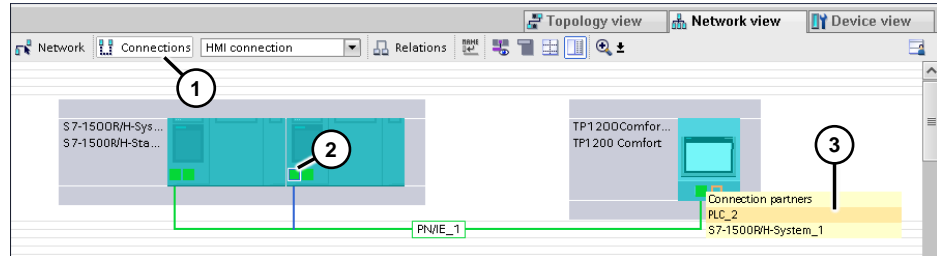 Topology view
Network view
Device view
Network
Connections
HMI connection
Relations
1
S7-1500R/H-Sys...
S7-1500R/H-Sta...
2
TP1200Comfor...
TP1200 Comfort
3
Connection partners
PLC_2
S7-1500R/H-System_1
PN/IE_1